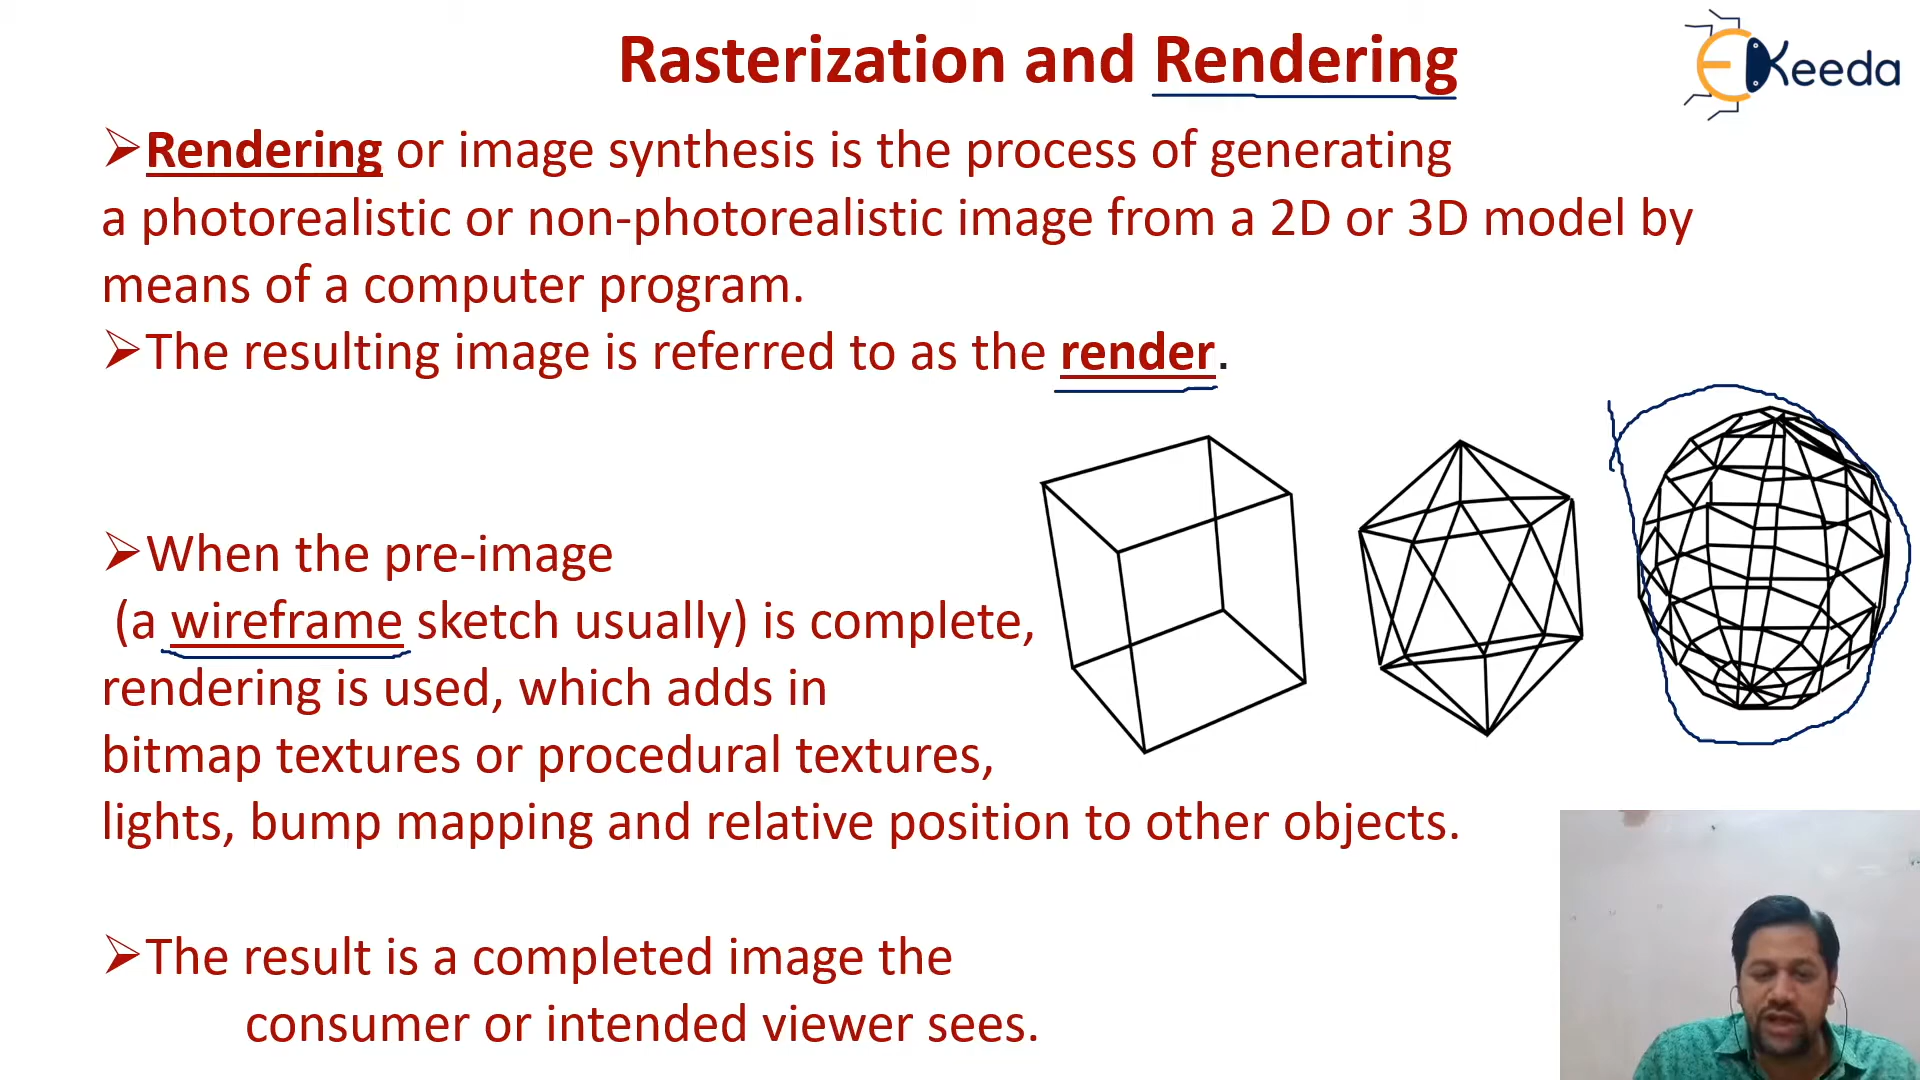 Rasterization and Rendering
EKeeda
➢Rendering or image synthesis is the process of generating
a photorealistic or non-photorealistic image from a 2D or 3D model by
means of a computer program.
➢The resulting image is referred to as the render.
➢When the pre-image
(a wireframe sketch usually) is complete,
rendering is used, which adds in
bitmap textures or procedural textures,
lights, bump mapping and relative position to other objects.
➢The result is a completed image the
consumer or intended viewer sees.